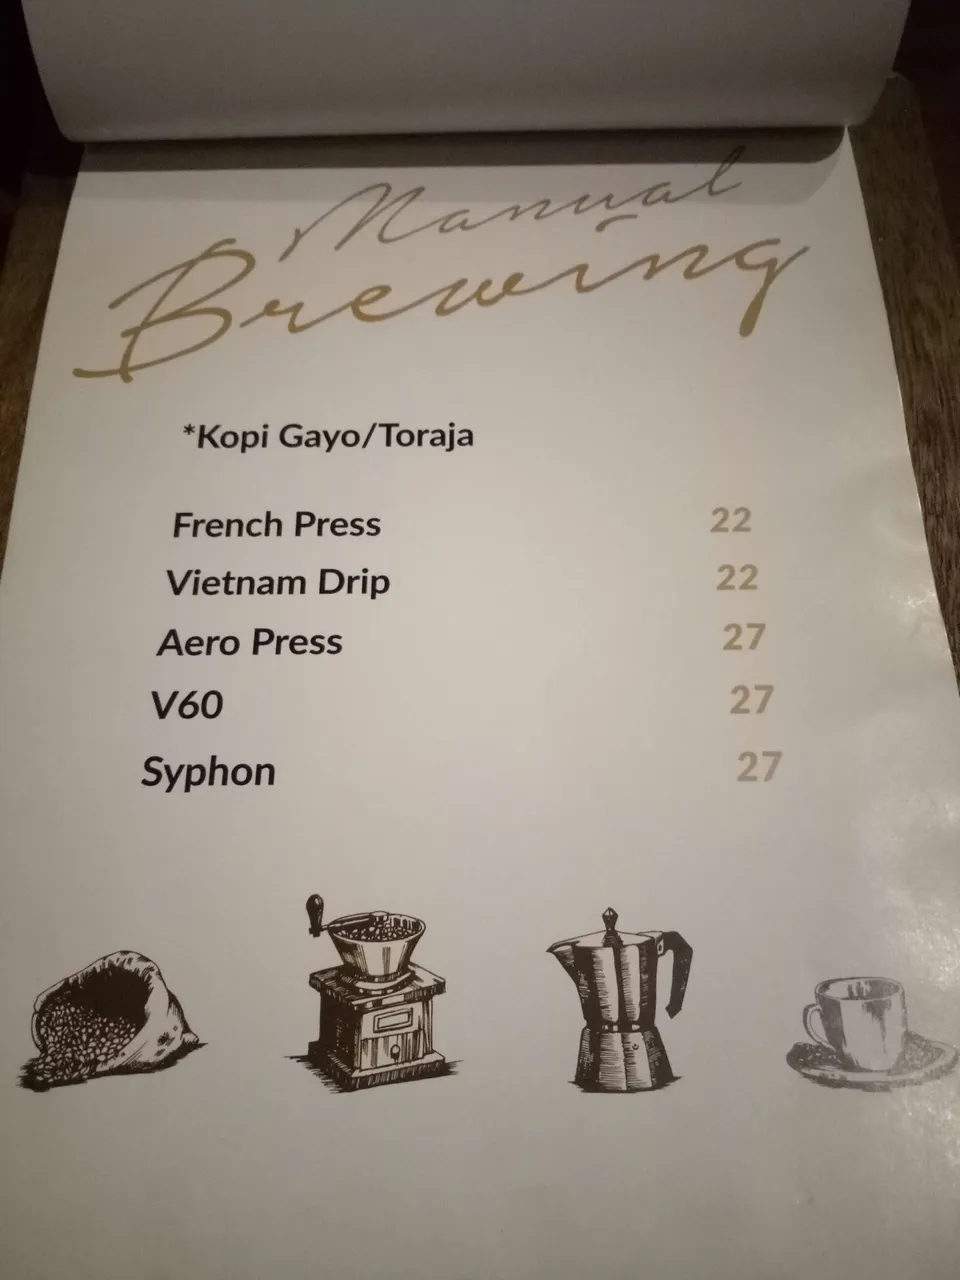 Manual
Brewing
*Kopi Gayo/Toraja
French Press 22
Vietnam Drip 22
Aero Press 27
V60 27
Syphon 27